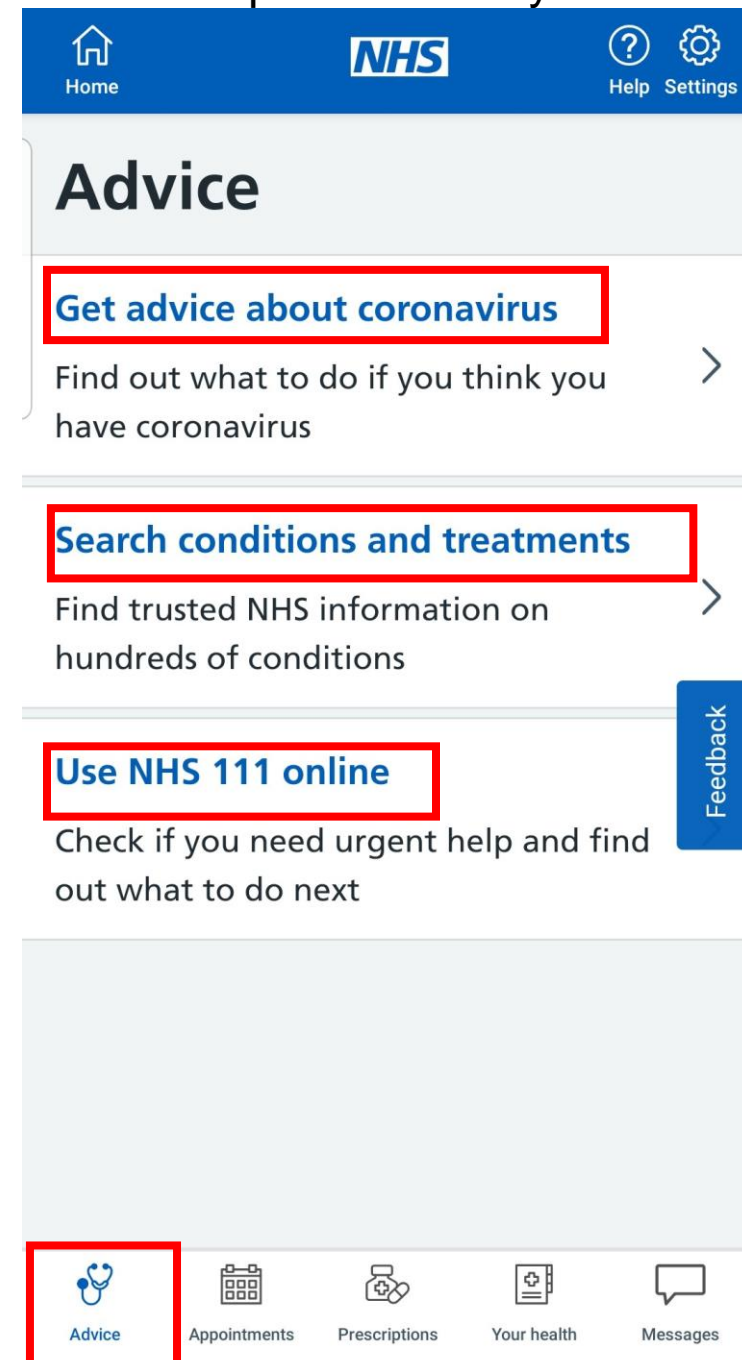 Home
NHS
Help Settings
Advice
Get advice about coronavirus
Find out what to do if you think you
have coronavirus
Search conditions and treatments
Find trusted NHS information on
hundreds of conditions
Feedback
Use NHS 111 online
Check if you need urgent help and find
out what to do next
Advice Appointments Prescriptions Your health Messages